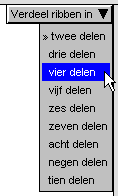 Verdeel ribben in ▼
» twee delen
drie delen
vier delen
vijf delen
zes delen
zeven delen
acht delen
negen delen
tien delen